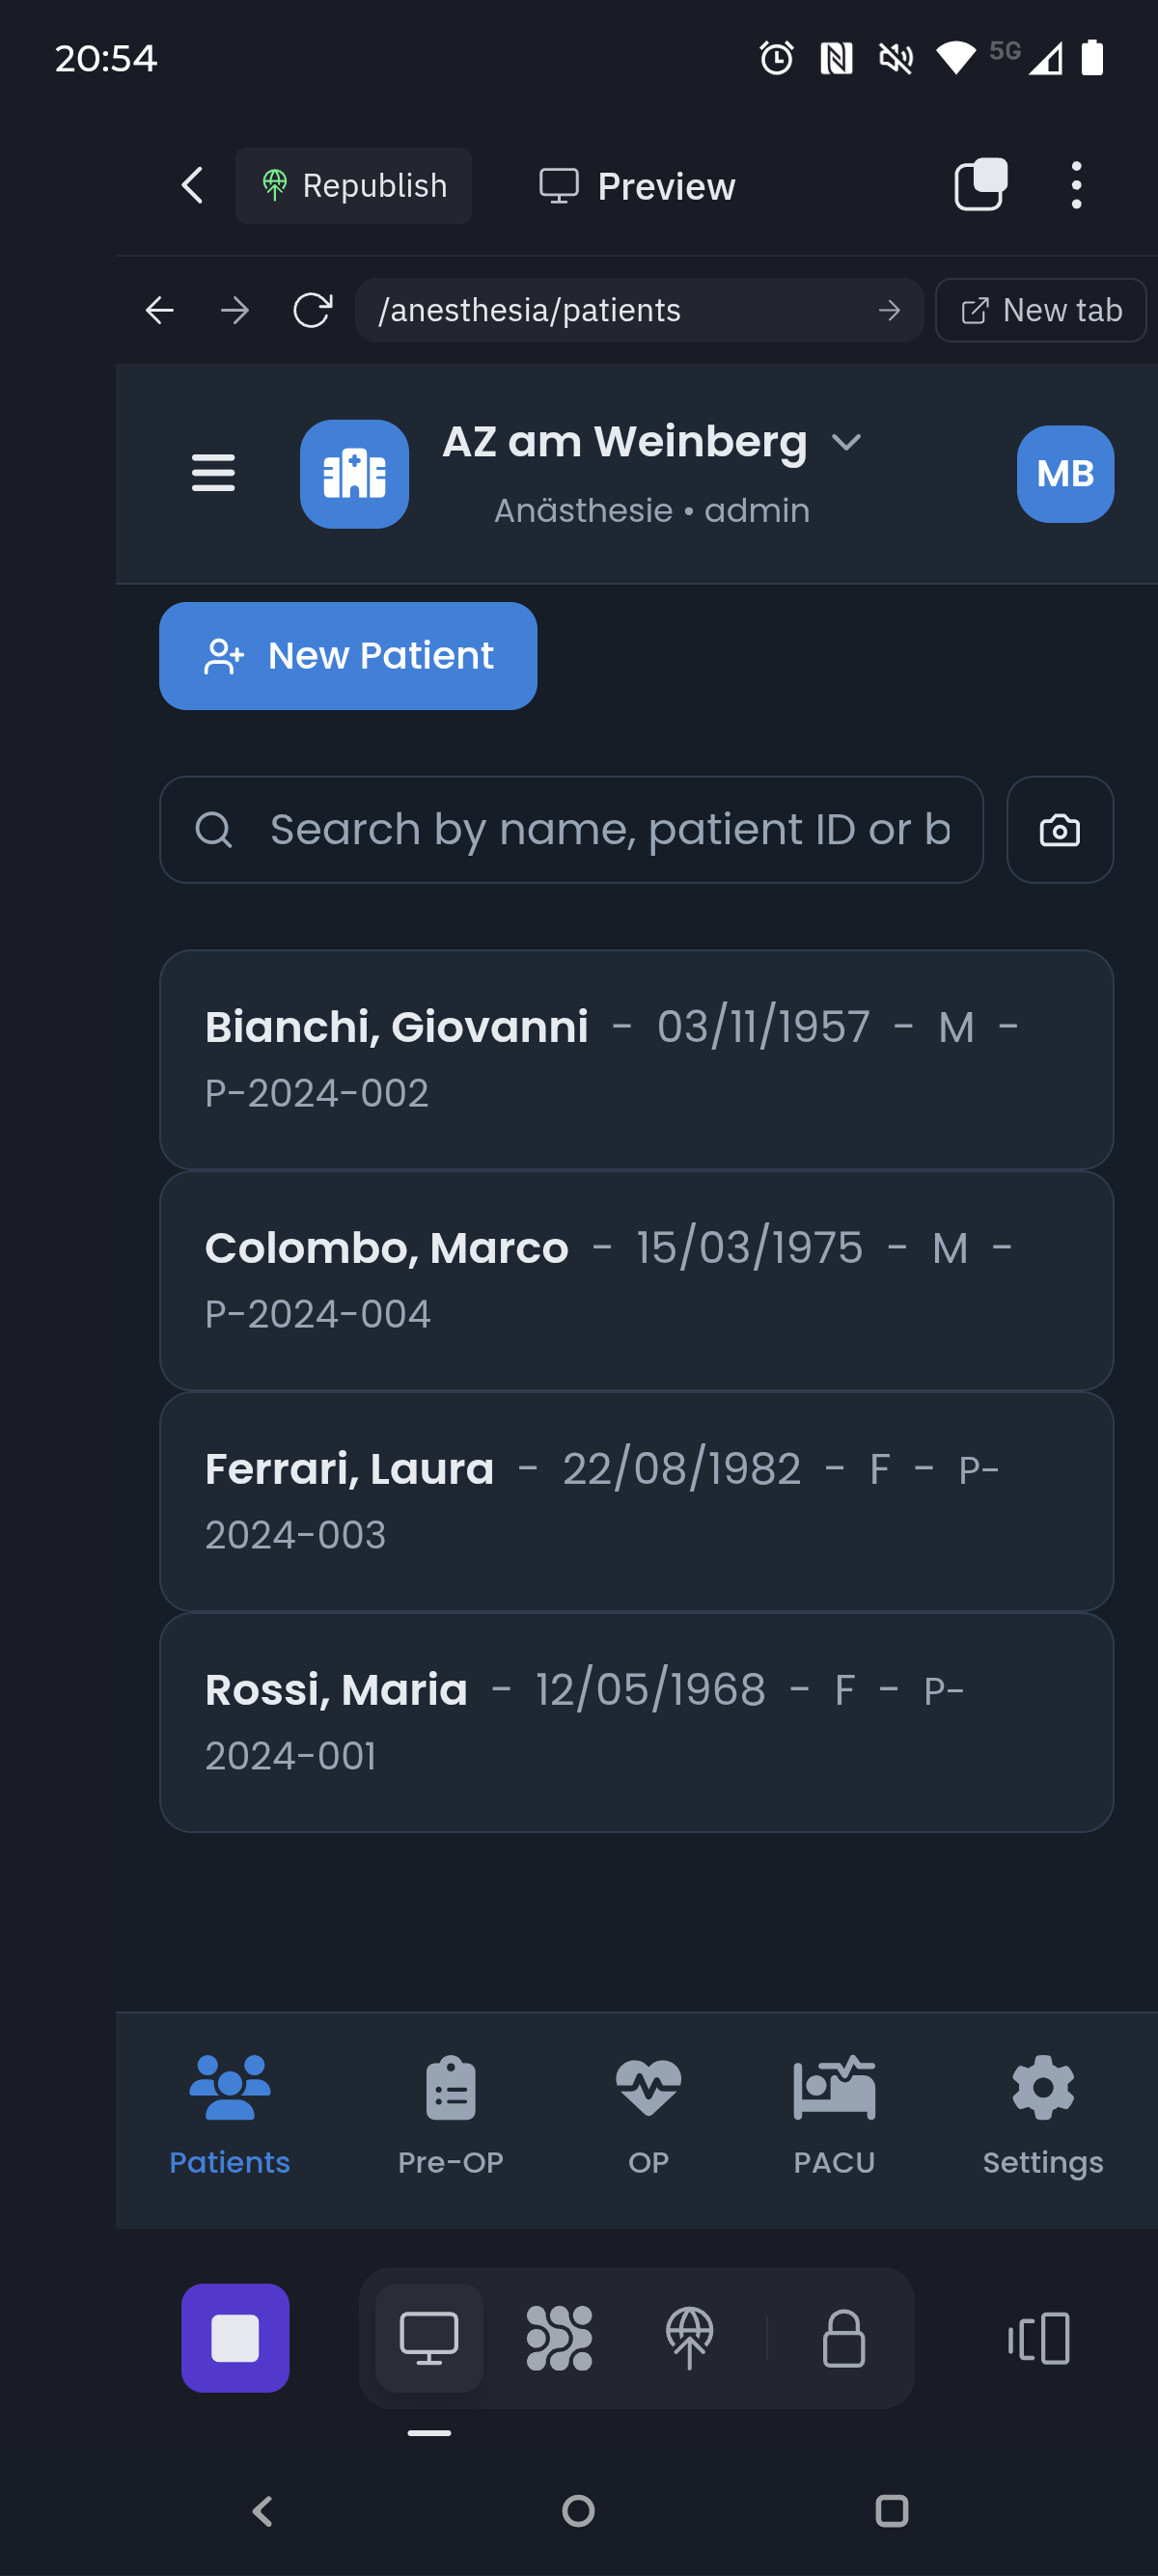 20:54
5G
Republish
Preview
/anesthesia/patients
New tab
AZ am Weinberg
Anästhesie • admin
MB
New Patient
Search by name, patient ID or b
Bianchi, Giovanni - 03/11/1957 - M -
P-2024-002
Colombo, Marco - 15/03/1975 - M -
P-2024-004
Ferrari, Laura - 22/08/1982 - F - P-
2024-003
Rossi, Maria - 12/05/1968 - F - P-
2024-001
Patients
Pre-OP
OP
PACU
Settings